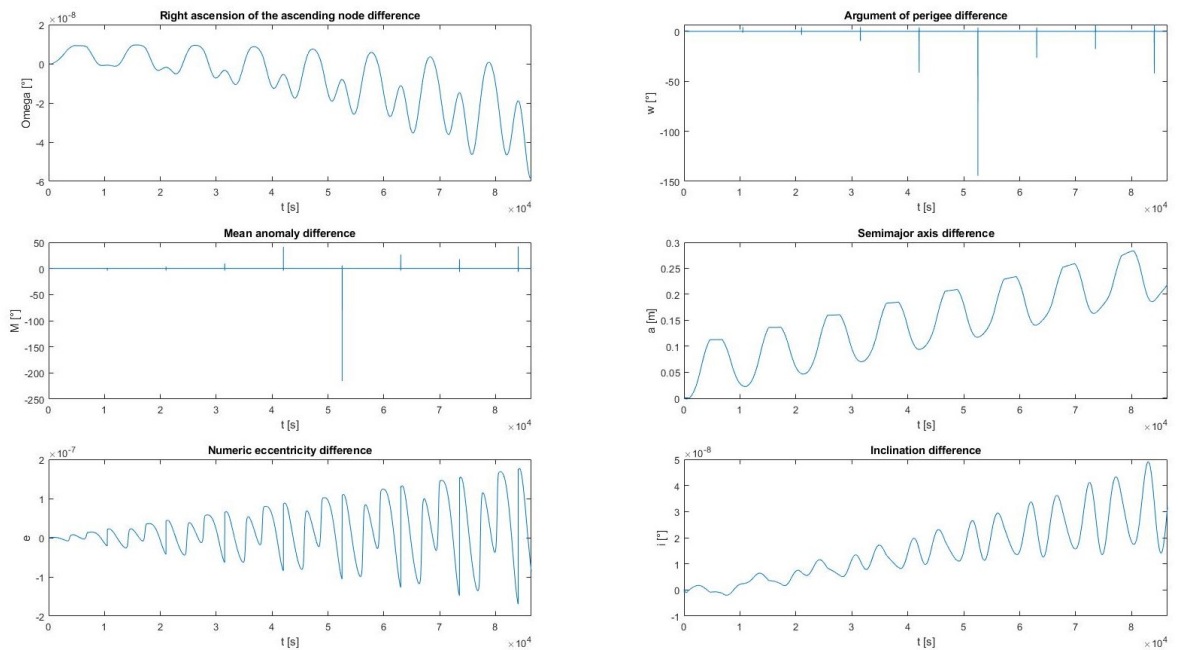 Right ascension of the ascending node difference
×10⁻⁸
2
0
-2
-4
-6
Omega [°]
0 1 2 3 4 5 6 7 8
t [s]
×10⁴
Argument of perigee difference
0
-50
-100
-150
w [°]
0 1 2 3 4 5 6 7 8
t [s]
×10⁴
Mean anomaly difference
50
0
-50
-100
-150
-200
-250
M [°]
0 1 2 3 4 5 6 7 8
t [s]
×10⁴
Semimajor axis difference
0.3
0.25
0.2
0.15
0.1
0.05
0
a [m]
0 1 2 3 4 5 6 7 8
t [s]
×10⁴
Numeric eccentricity difference
×10⁻⁷
2
1
0
-1
-2
e
0 1 2 3 4 5 6 7 8
t [s]
×10⁴
Inclination difference
×10⁻⁸
5
4
3
2
1
0
-1
i [°]
0 1 2 3 4 5 6 7 8
t [s]
×10⁴